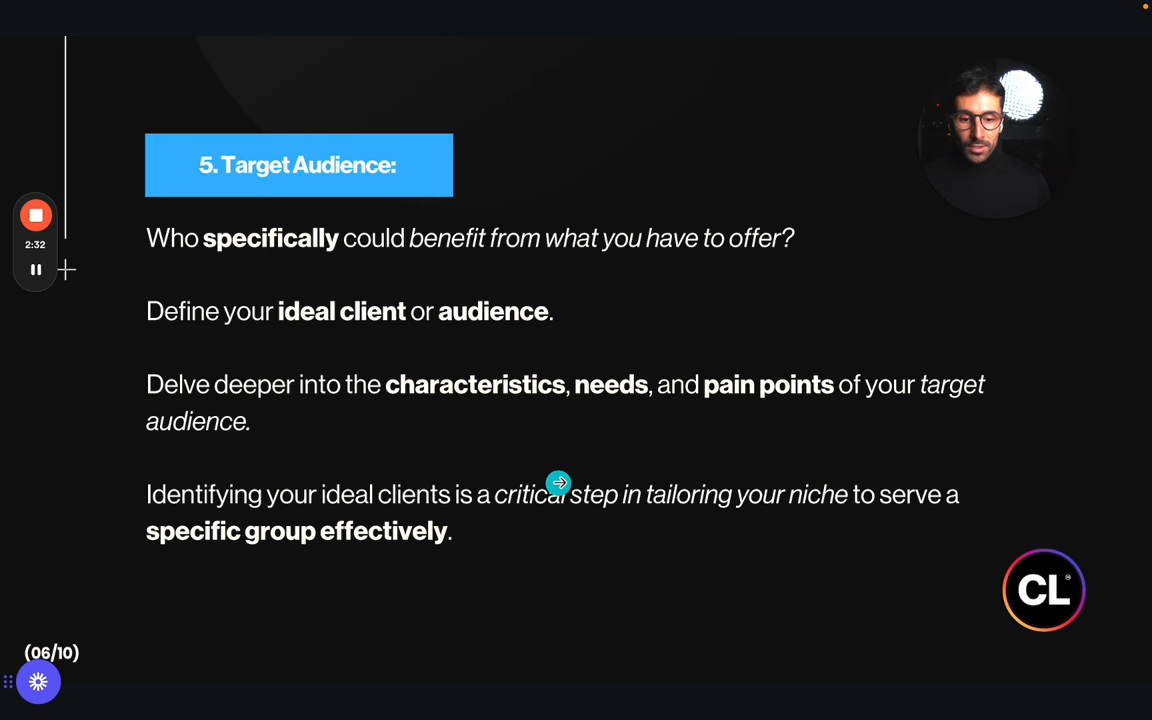 5. Target Audience:
Who specifically could benefit from what you have to offer?
2:32
Define your ideal client or audience.
Delve deeper into the characteristics, needs, and pain points of your target
audience.
Identifying your ideal clients is a critical step in tailoring your niche to serve a
specific group effectively.
CL
(06/10)